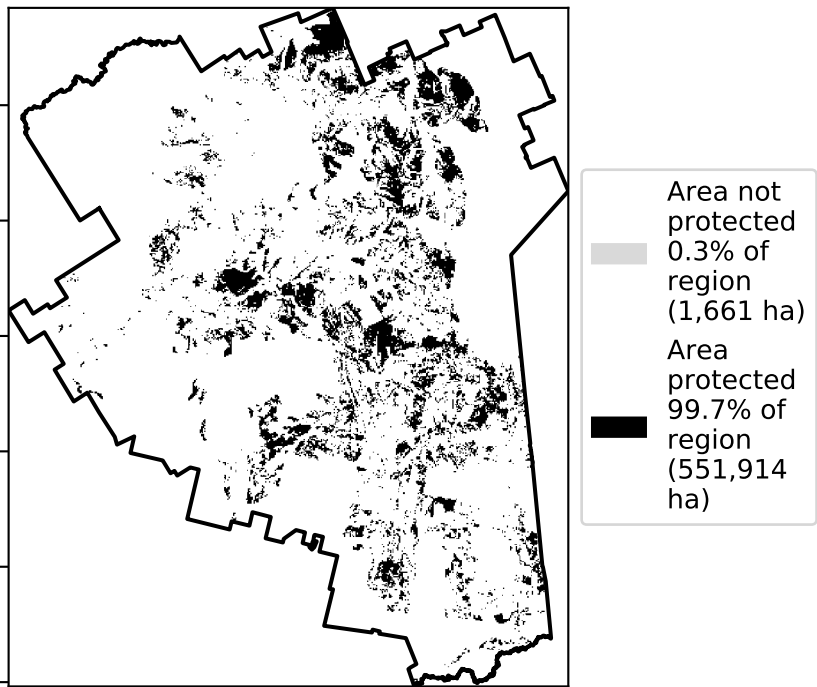 Area not
protected
0.3% of
region
(1,661 ha)
Area
protected
99.7% of
region
(551,914
ha)